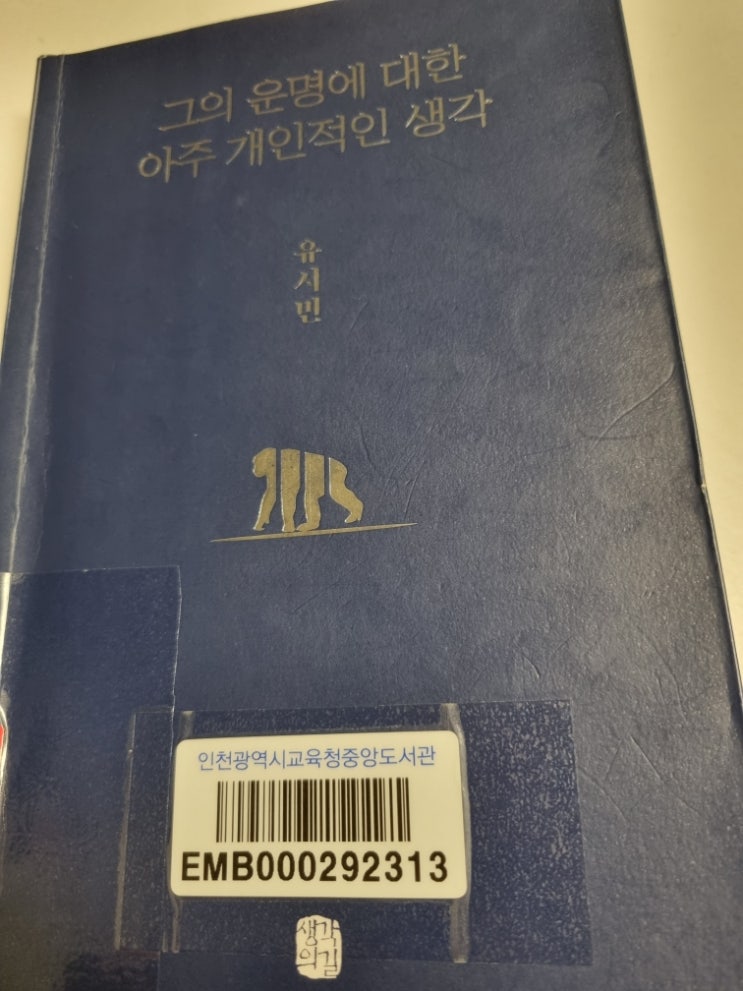 그의 운명에 대한
아주 개인적인 생각
유시민
인천광역시교육청중앙도서관
EMB000292313
생각
의길